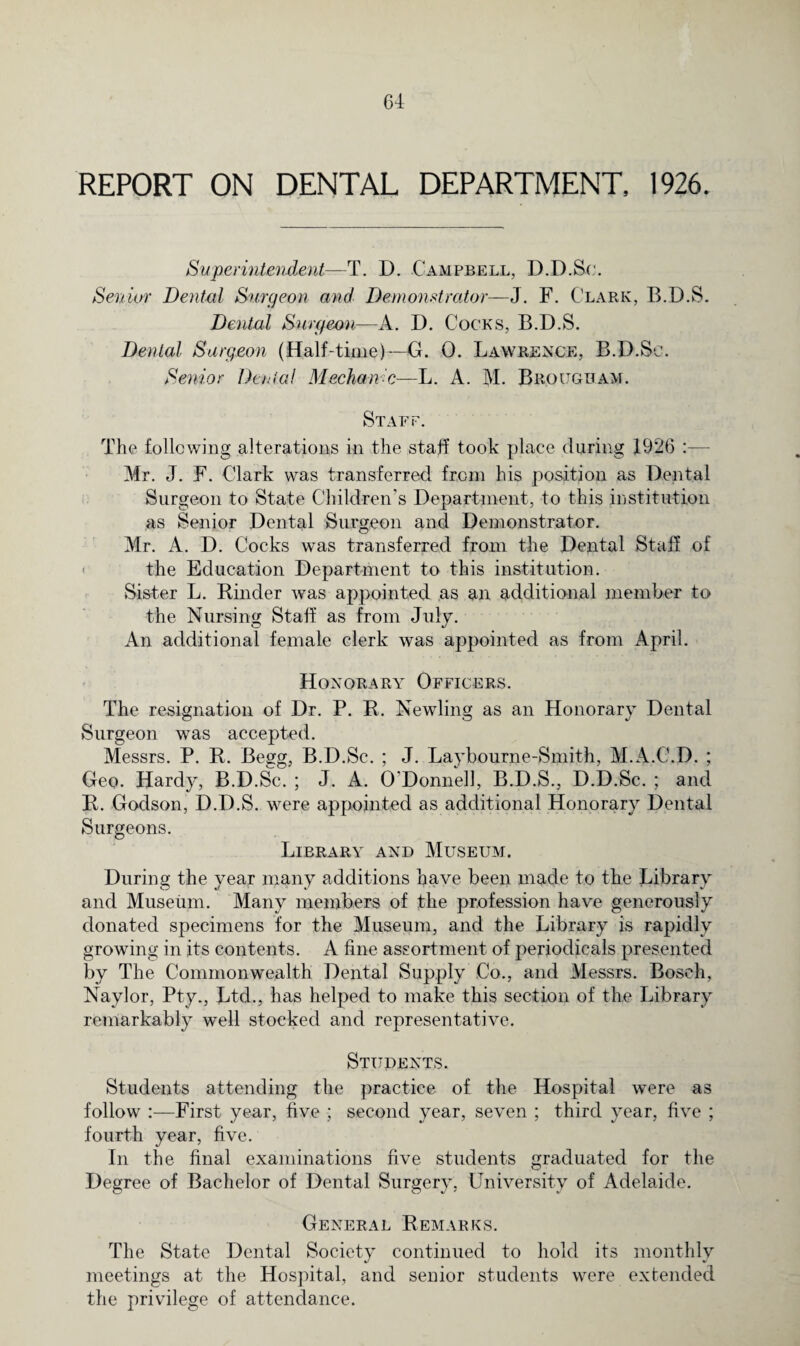 64
REPORT ON DENTAL DEPARTMENT, 1926.
Superintendent—T. D. Campbell, D.D.Sc.
Senior Dental Surgeon and Demonstrator—J. F. Clark, B.D.S.
Dental Surgeon—A. D. Cocks, B.D.S.
Dental Surgeon (Half-time)—G. O. Lawrence, B.D.Sc.
Senior Dental Mechanic—L. A. M. Brougham.
Staff.
The following alterations in the staff took place during 1926 :—
Mr. J. F. Clark was transferred from his position as Dental
Surgeon to State Children's Department, to this institution
as Senior Dental Surgeon and Demonstrator.
Mr. A. D. Cocks was transferred from the Dental Staff of
the Education Department to this institution.
Sister L. Rinder was appointed as an additional member to
the Nursing Staff as from July.
An additional female clerk was appointed as from April.
Honorary Officers.
The resignation of Dr. P. R. Newling as an Honorary Dental
Surgeon was accepted.
Messrs. P. R. Begg, B.D.Sc. ; J. Laybourne-Smith, M.A.C.D. ;
Geo. Hardy, B.D.Sc. ; J. A. O'Donnell, B.D.S., D.D.Sc. ; and
R. Godson, D.D.S. were appointed as additional Honorary Dental
Surgeons.
Library and Museum.
During the year many additions have been made to the Library
and Museum. Many members of the profession have generously
donated specimens for the Museum, and the Library is rapidly
growing in its contents. A fine assortment of periodicals presented
by The Commonwealth Dental Supply Co., and Messrs. Bosch,
Naylor, Pty., Ltd., has helped to make this section of the Library
remarkably well stocked and representative.
Students.
Students attending the practice of the Hospital were as
follow :—First year, five ; second year, seven ; third year, five ;
fourth year, five.
In the final examinations five students graduated for the
Degree of Bachelor of Dental Surgery, University of Adelaide.
General Remarks.
The State Dental Society continued to hold its monthly
meetings at the Hospital, and senior students were extended
the privilege of attendance.